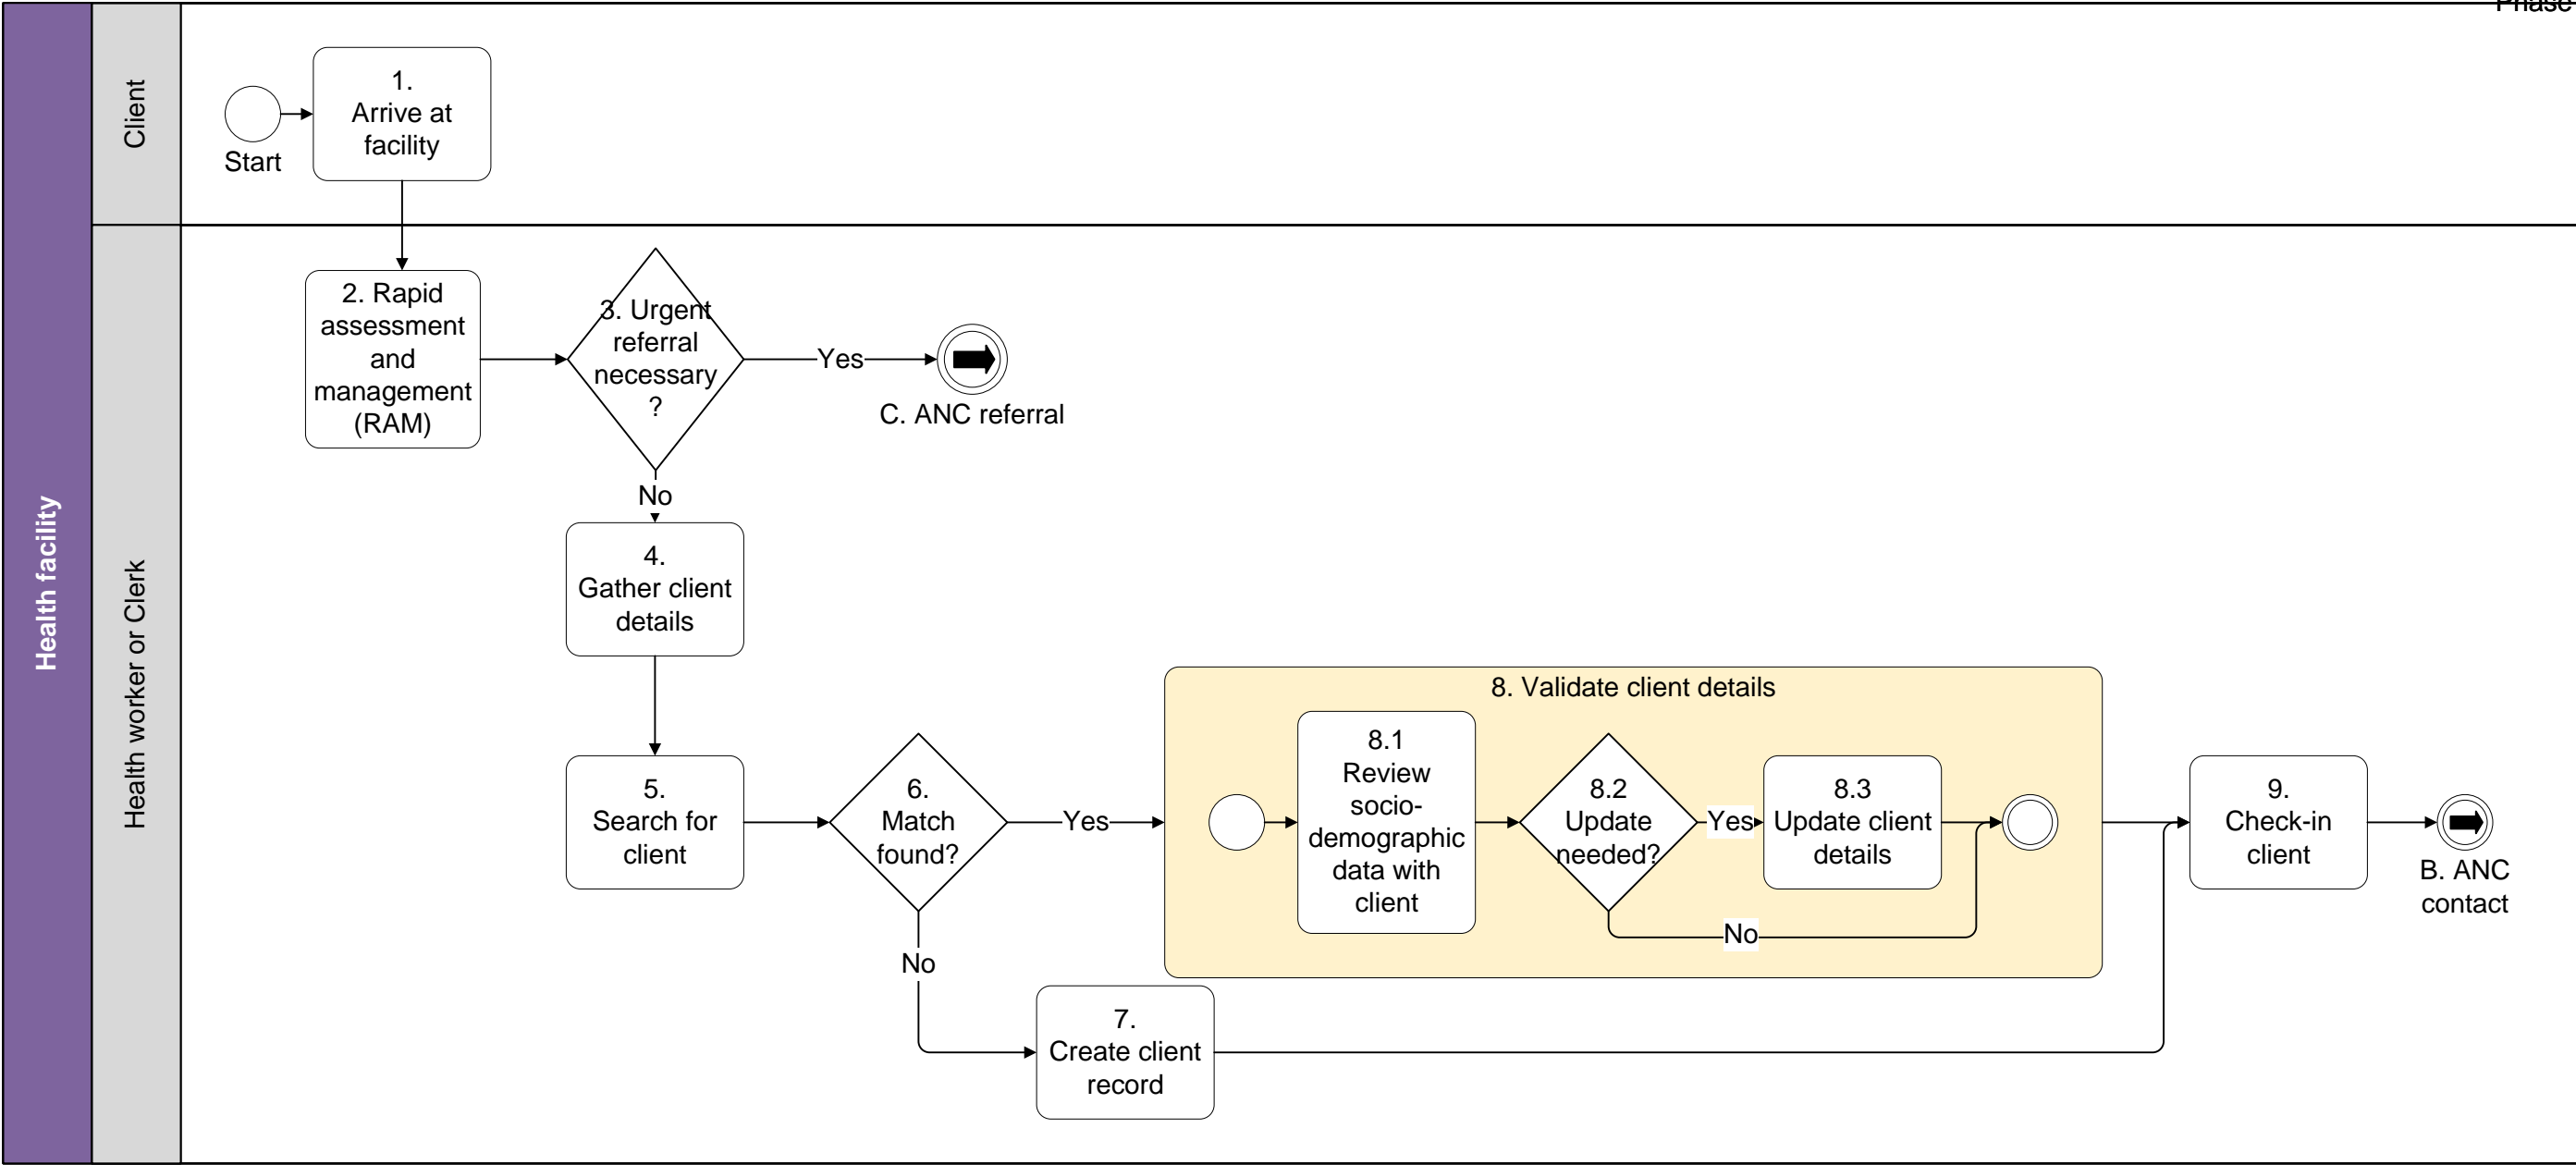 Phase
Health facility
Client
Start
1.
Arrive at
facility
Health worker or Clerk
2. Rapid
assessment
and
management
(RAM)
3. Urgent
referral
necessary
?
Yes
C. ANC referral
No
4.
Gather client
details
5.
Search for
client
6.
Match
found?
Yes
No
7.
Create client
record
8. Validate client details
8.1
Review
socio-
demographic
data with
client
8.2
Update
needed?
Yes
No
8.3
Update client
details
9.
Check-in
client
B. ANC
contact